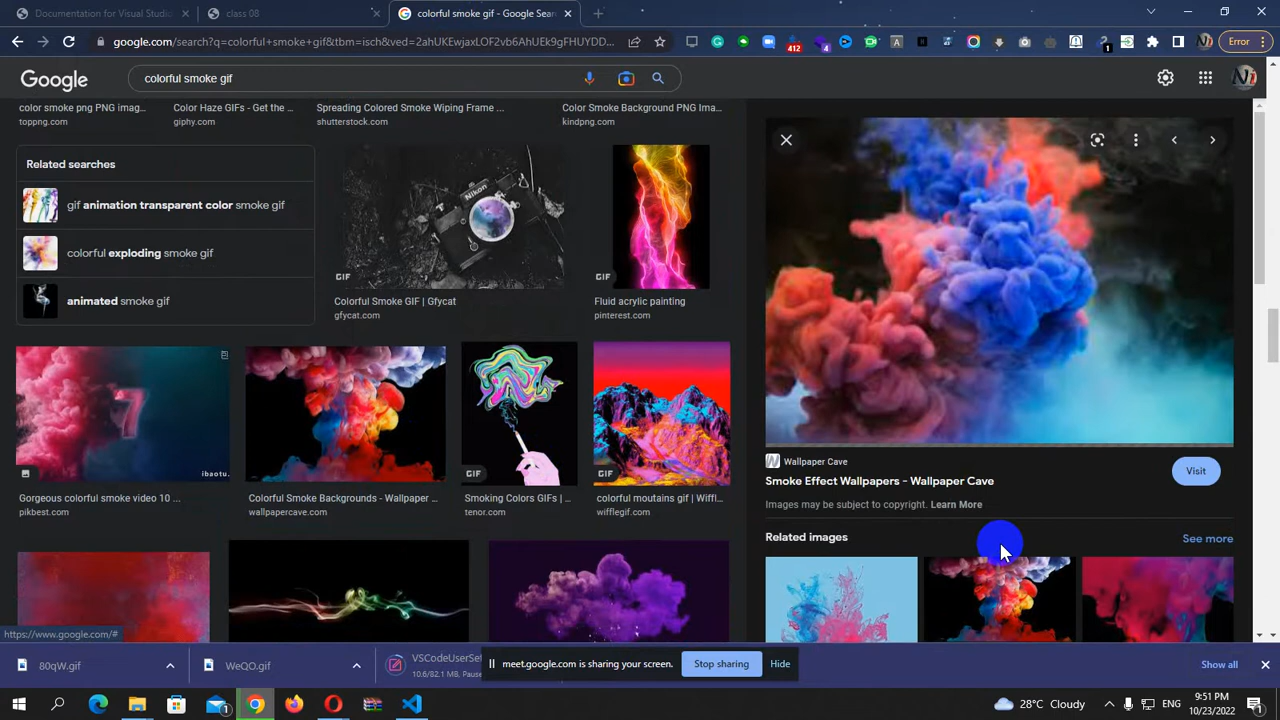 Documentation for Visual Studi
class 08
colorful smoke gif - Google Sear
google.com/search?q=colorful+smoke+gif&tbm=isch&ved=2ahUKEwjaxLOF2vb6AhUEk9gFHUYDD...
412
4
1
Error
Google
colorful smoke gif
color smoke png PNG imag...
toppng.com
Color Haze GIFs - Get the ...
giphy.com
Spreading Colored Smoke Wiping Frame ...
shutterstock.com
Color Smoke Background PNG Ima...
kindpng.com
Related searches
gif animation transparent color smoke gif
colorful exploding smoke gif
animated smoke gif
Nikon
GIF
Colorful Smoke GIF | Gfycat
gfycat.com
GIF
Fluid acrylic painting
pinterest.com
7
ibaotu.
Gorgeous colorful smoke video 10 ...
pikbest.com
Colorful Smoke Backgrounds - Wallpaper ...
wallpapercave.com
GIF
Smoking Colors GIFs | ...
tenor.com
GIF
colorful moutains gif | Wiffl...
wifflegif.com
Wallpaper Cave
Smoke Effect Wallpapers - Wallpaper Cave
Visit
Images may be subject to copyright. Learn More
Related images
See more
https://www.google.com/#
80qW.gif
WeQO.gif
VSCodeUserSet
10.6/82.1 MB, Pause
meet.google.com is sharing your screen.
Stop sharing
Hide
Show all
28°C Cloudy
ENG
9:51 PM
10/23/2022